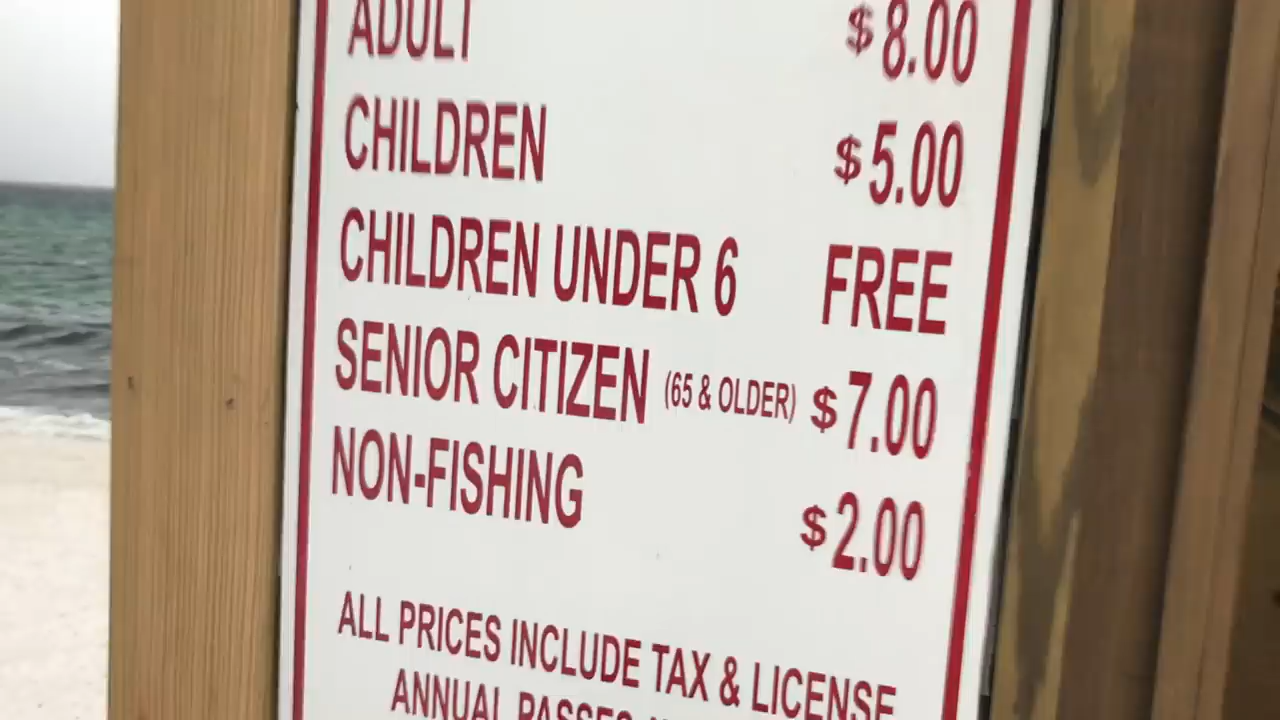 ADULT $8.00
CHILDREN $5.00
CHILDREN UNDER 6 FREE
SENIOR CITIZEN (65 & OLDER) $7.00
NON-FISHING $2.00
ALL PRICES INCLUDE TAX & LICENSE
ANNUAL PASSES